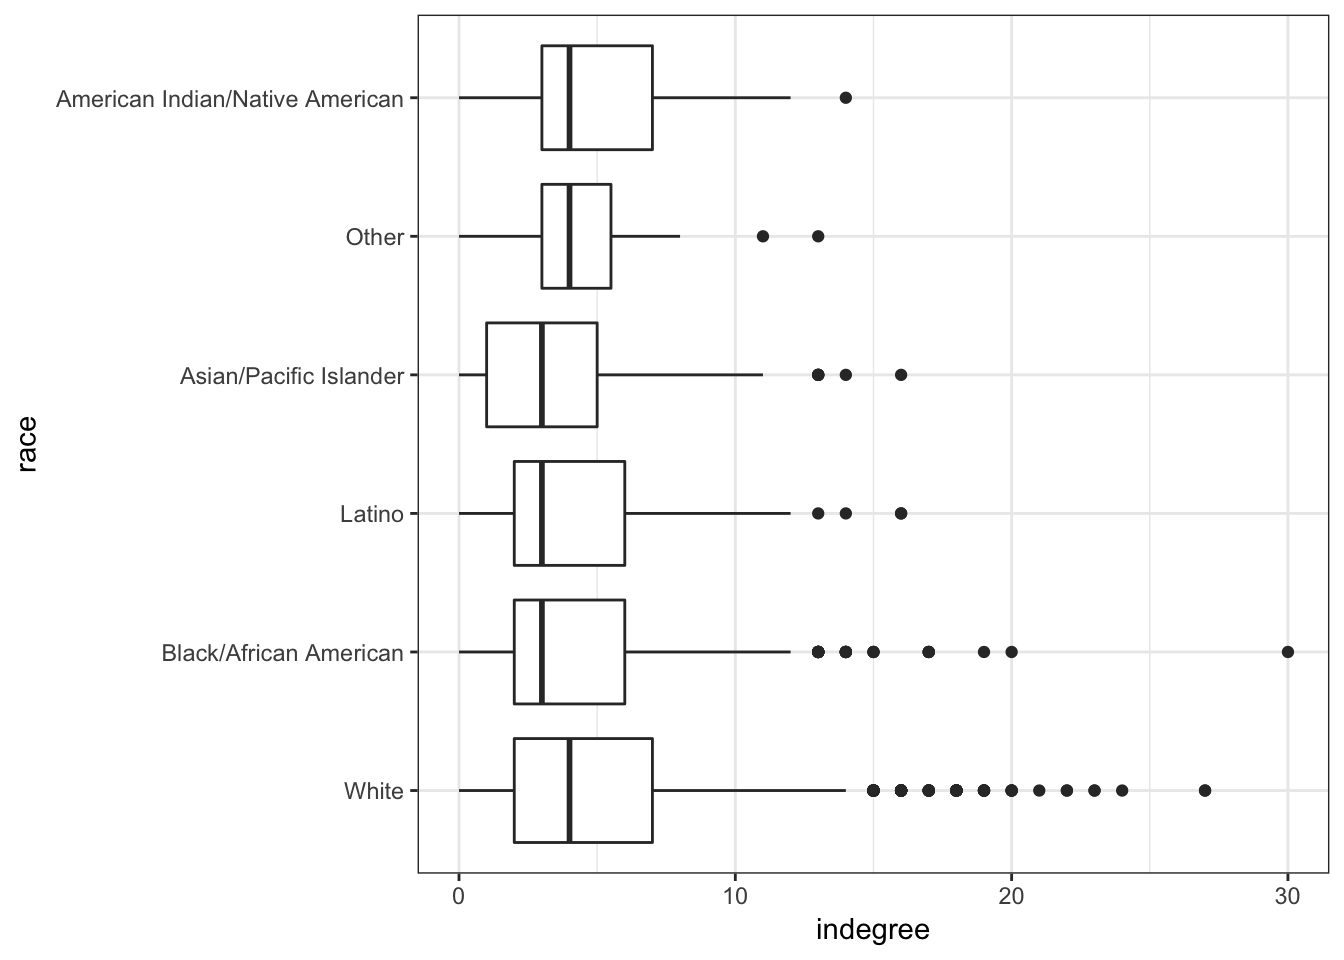 American Indian/Native American
Other
Asian/Pacific Islander
Latino
Black/African American
White
race
0 10 20 30
indegree